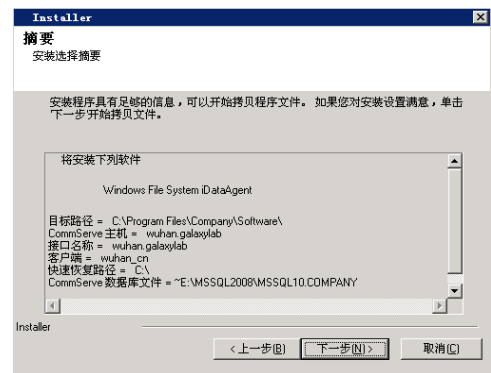 Installer
摘要
安装选择摘要
安装程序具有足够的信息，可以开始拷贝程序文件。 如果您对安装设置满意，单击
“下一步”开始拷贝文件。
将安装下列软件
Windows File System iDataAgent
目标路径 = C:\Program Files\Company\Software\
CommServe 主机 = wuhan.galaxylab
接口名称 = wuhan.galaxylab
客户端 = wuhan_cn
快速恢复路径 = C:\
CommServe 数据库文件 = ~E:\MSSQL2008\MSSQL10.COMPANY
Installer
<上一步(B) 下一步(N)> 取消(C)